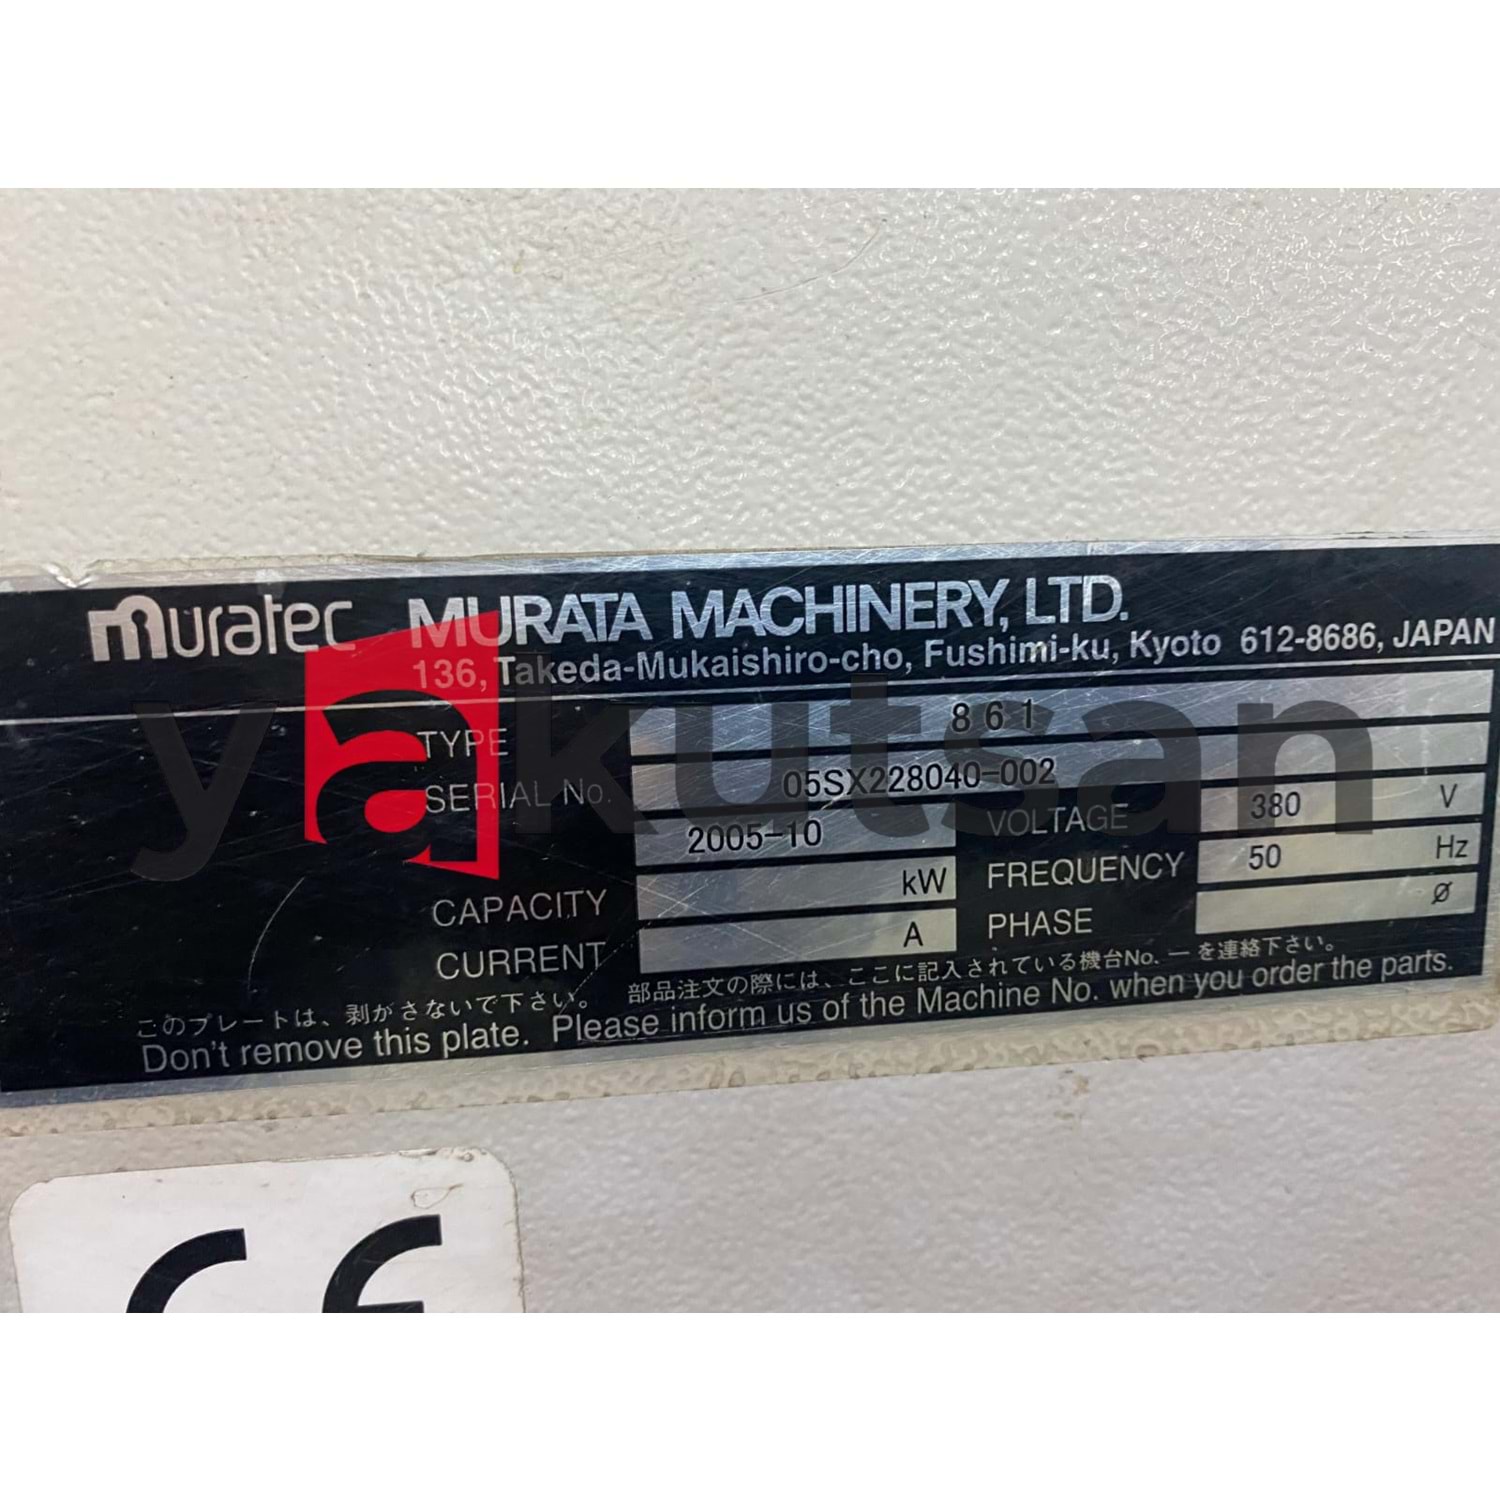 muratec MURATA MACHINERY, LTD.
136, Takeda-Mukaishiro-cho, Fushimi-ku, Kyoto 612-8686, JAPAN
yakutsan
TYPE 861
SERIAL No. 05SX228040-002
2005-10 VOLTAGE 380 V
CAPACITY kW FREQUENCY 50 Hz
CURRENT A PHASE ø
このプレートは、剥がさないで下さい。 部品注文の際には、ここに記入されている機台No. ーを連絡下さい。
Don't remove this plate. Please inform us of the Machine No. when you order the parts.
CE